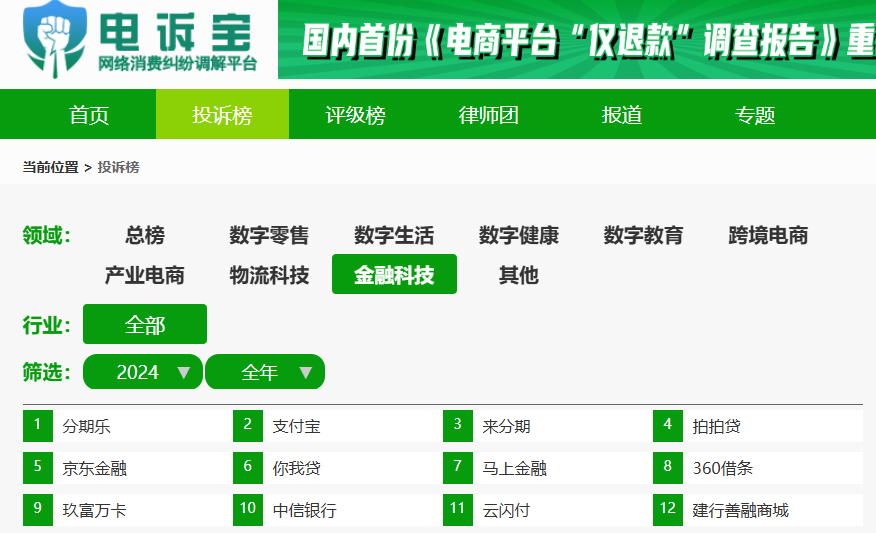 电诉宝
网络消费纠纷调解平台
国内首份《电商平台“仅退款”调查报告》重
首页 投诉榜 评级榜 律师团 报道 专题
当前位置 > 投诉榜
领域: 总榜 数字零售 数字生活 数字健康 数字教育 跨境电商
产业电商 物流科技 金融科技 其他
行业: 全部
筛选: 2024 ▼ 全年 ▼
1 分期乐 2 支付宝 3 来分期 4 拍拍贷
5 京东金融 6 你我贷 7 马上金融 8 360借条
9 玖富万卡 10 中信银行 11 云闪付 12 建行善融商城